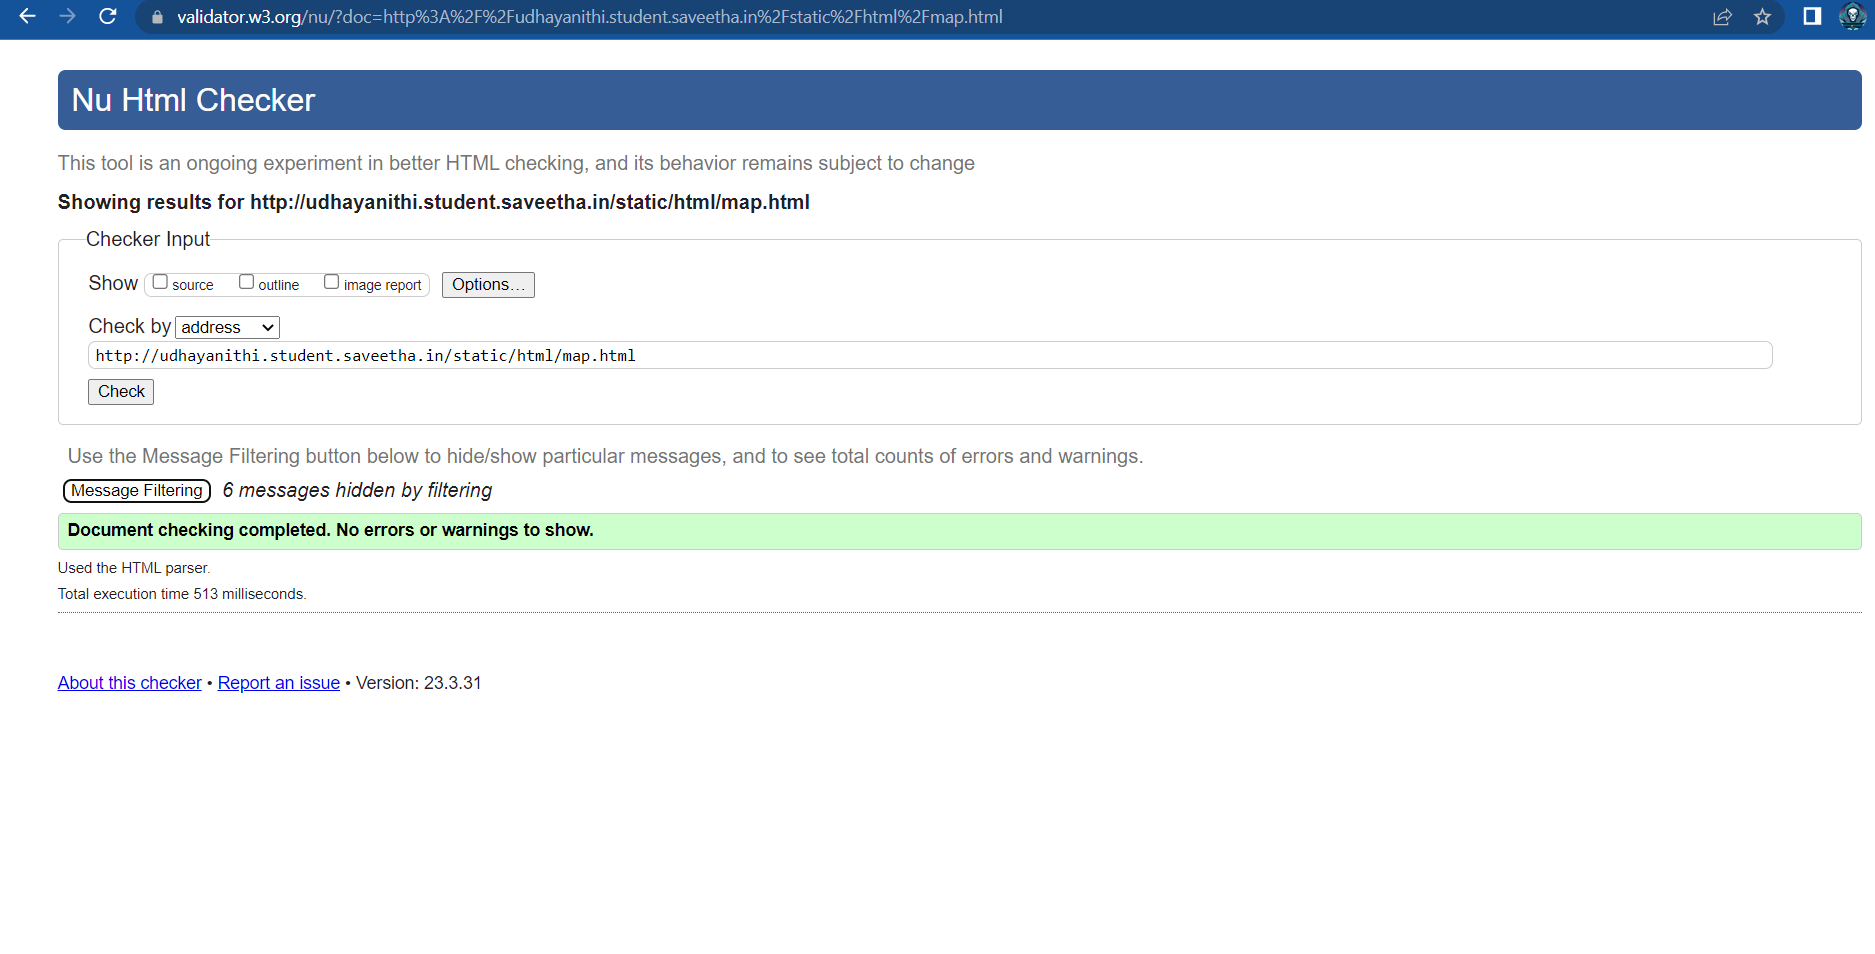 validator.w3.org/nu/?doc=http%3A%2F%2Fudhayanithi.student.saveetha.in%2Fstatic%2Fhtml%2Fmap.html
Nu Html Checker
This tool is an ongoing experiment in better HTML checking, and its behavior remains subject to change
Showing results for http://udhayanithi.student.saveetha.in/static/html/map.html
Checker Input
Show source outline image report Options...
Check by address
http://udhayanithi.student.saveetha.in/static/html/map.html
Check
Use the Message Filtering button below to hide/show particular messages, and to see total counts of errors and warnings.
Message Filtering 6 messages hidden by filtering
Document checking completed. No errors or warnings to show.
Used the HTML parser.
Total execution time 513 milliseconds.
About this checker • Report an issue • Version: 23.3.31